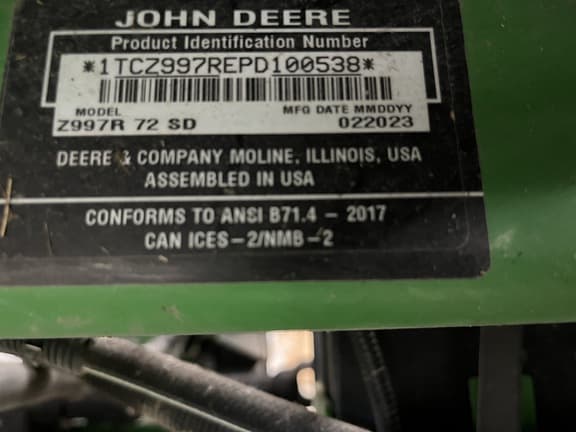 JOHN DEERE
Product Identification Number
*1TCZ997REPD100538*
MODEL MFG DATE MMDDYY
Z997R 72 SD 022023
DEERE & COMPANY MOLINE, ILLINOIS, USA
ASSEMBLED IN USA
CONFORMS TO ANSI B71.4 - 2017
CAN ICES-2/NMB-2